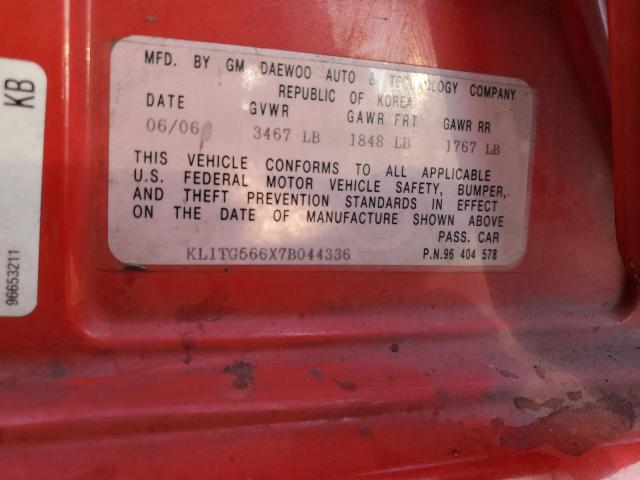 KB
96653211
MFD. BY GM DAEWOO AUTO & TECHNOLOGY COMPANY
REPUBLIC OF KOREA
DATE GVWR GAWR FRT GAWR RR
06/06 3467 LB 1848 LB 1767 LB
THIS VEHICLE CONFORMS TO ALL APPLICABLE
U.S. FEDERAL MOTOR VEHICLE SAFETY, BUMPER,
AND THEFT PREVENTION STANDARDS IN EFFECT
ON THE DATE OF MANUFACTURE SHOWN ABOVE
PASS. CAR
KL1TG566X7B044336 P.N.96 404 578